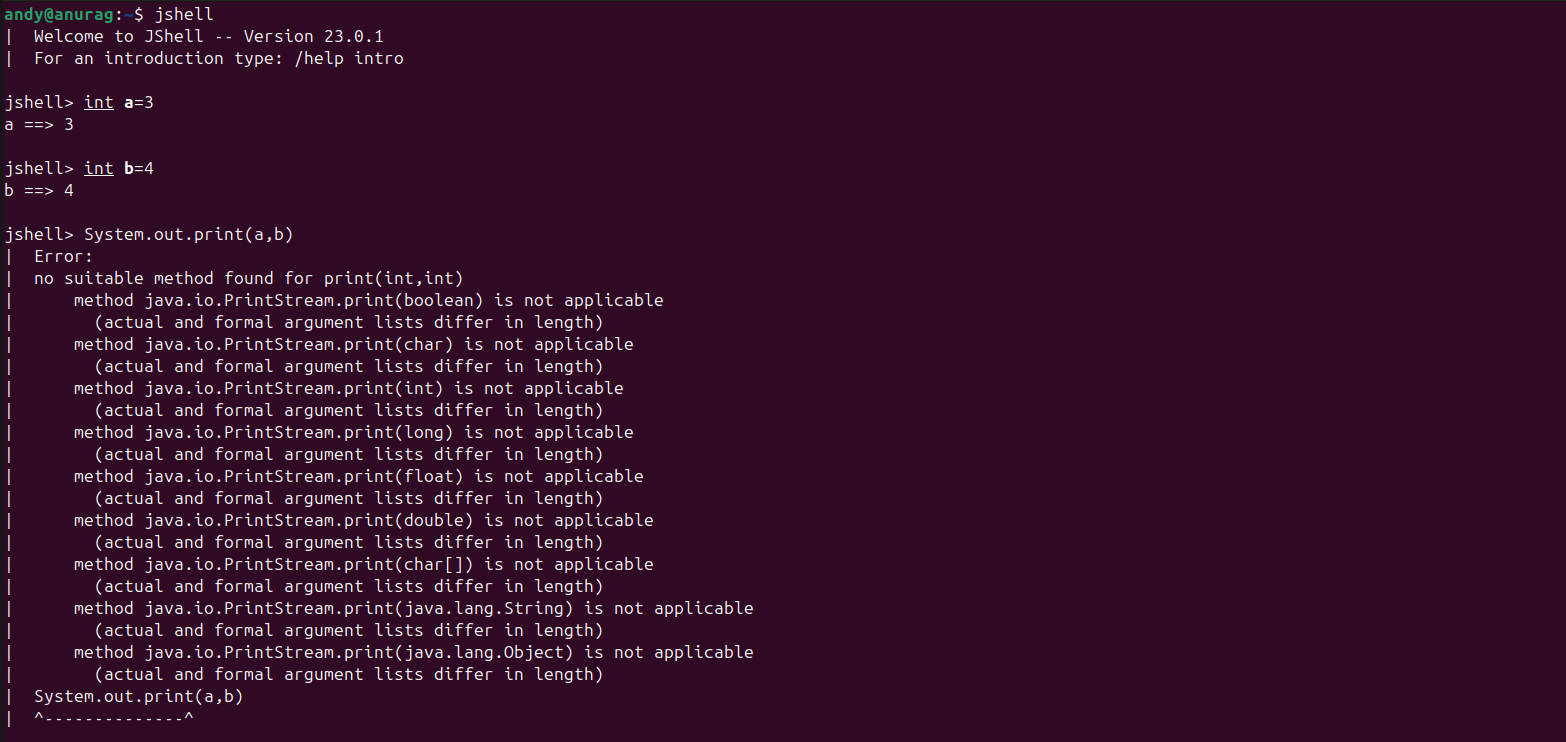 andy@anurag:~$ jshell
|  Welcome to JShell -- Version 23.0.1
|  For an introduction type: /help intro

jshell> int a=3
a ==> 3

jshell> int b=4
b ==> 4

jshell> System.out.print(a,b)
|  Error:
|  no suitable method found for print(int,int)
|      method java.io.PrintStream.print(boolean) is not applicable
|        (actual and formal argument lists differ in length)
|      method java.io.PrintStream.print(char) is not applicable
|        (actual and formal argument lists differ in length)
|      method java.io.PrintStream.print(int) is not applicable
|        (actual and formal argument lists differ in length)
|      method java.io.PrintStream.print(long) is not applicable
|        (actual and formal argument lists differ in length)
|      method java.io.PrintStream.print(float) is not applicable
|        (actual and formal argument lists differ in length)
|      method java.io.PrintStream.print(double) is not applicable
|        (actual and formal argument lists differ in length)
|      method java.io.PrintStream.print(char[]) is not applicable
|        (actual and formal argument lists differ in length)
|      method java.io.PrintStream.print(java.lang.String) is not applicable
|        (actual and formal argument lists differ in length)
|      method java.io.PrintStream.print(java.lang.Object) is not applicable
|        (actual and formal argument lists differ in length)
|  System.out.print(a,b)
|  ^--------------^